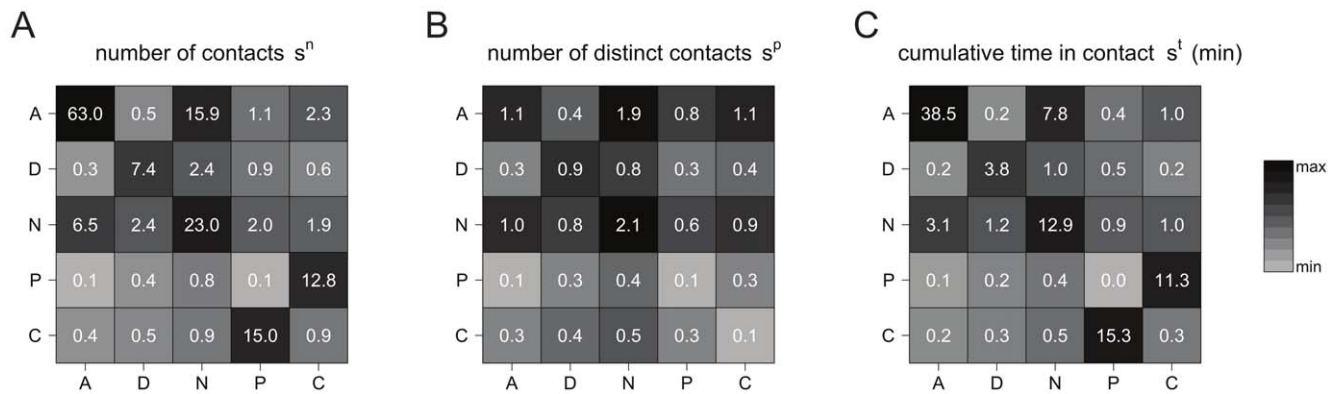 A B C
number of contacts s^n number of distinct contacts s^p cumulative time in contact s^t (min)
A 63.0 0.5 15.9 1.1 2.3 A 1.1 0.4 1.9 0.8 1.1 A 38.5 0.2 7.8 0.4 1.0
D 0.3 7.4 2.4 0.9 0.6 D 0.3 0.9 0.8 0.3 0.4 D 0.2 3.8 1.0 0.5 0.2 max
N 6.5 2.4 23.0 2.0 1.9 N 1.0 0.8 2.1 0.6 0.9 N 3.1 1.2 12.9 0.9 1.0
P 0.1 0.4 0.8 0.1 12.8 P 0.1 0.3 0.4 0.1 0.3 P 0.1 0.2 0.4 0.0 11.3 min
C 0.4 0.5 0.9 15.0 0.9 C 0.3 0.4 0.5 0.3 0.1 C 0.2 0.3 0.5 15.3 0.3
A D N P C A D N P C A D N P C